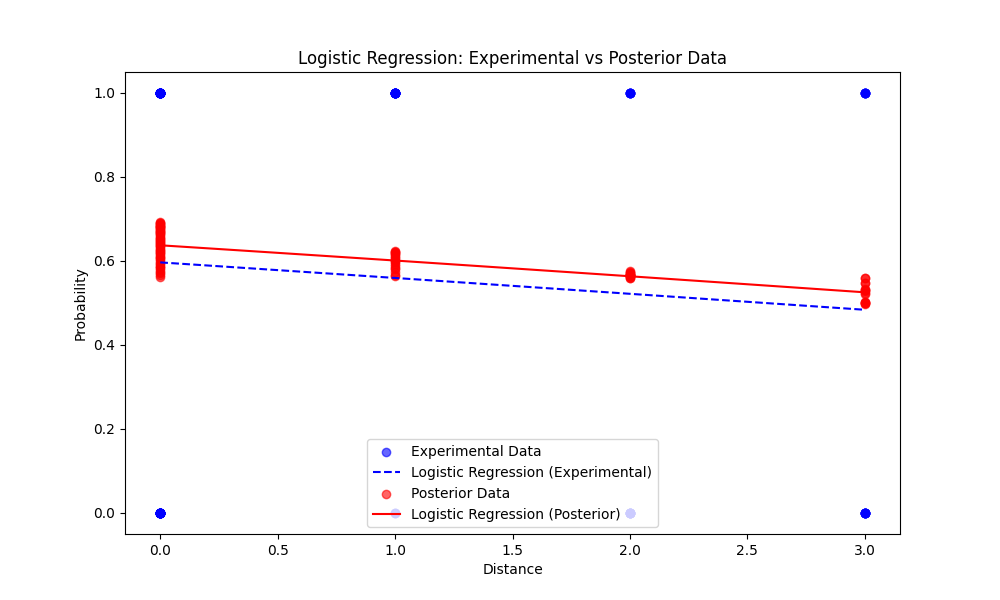 Logistic Regression: Experimental vs Posterior Data
Probability
1.0
0.8
0.6
0.4
0.2
0.0
Experimental Data
Logistic Regression (Experimental)
Posterior Data
Logistic Regression (Posterior)
0.0 0.5 1.0 1.5 2.0 2.5 3.0
Distance